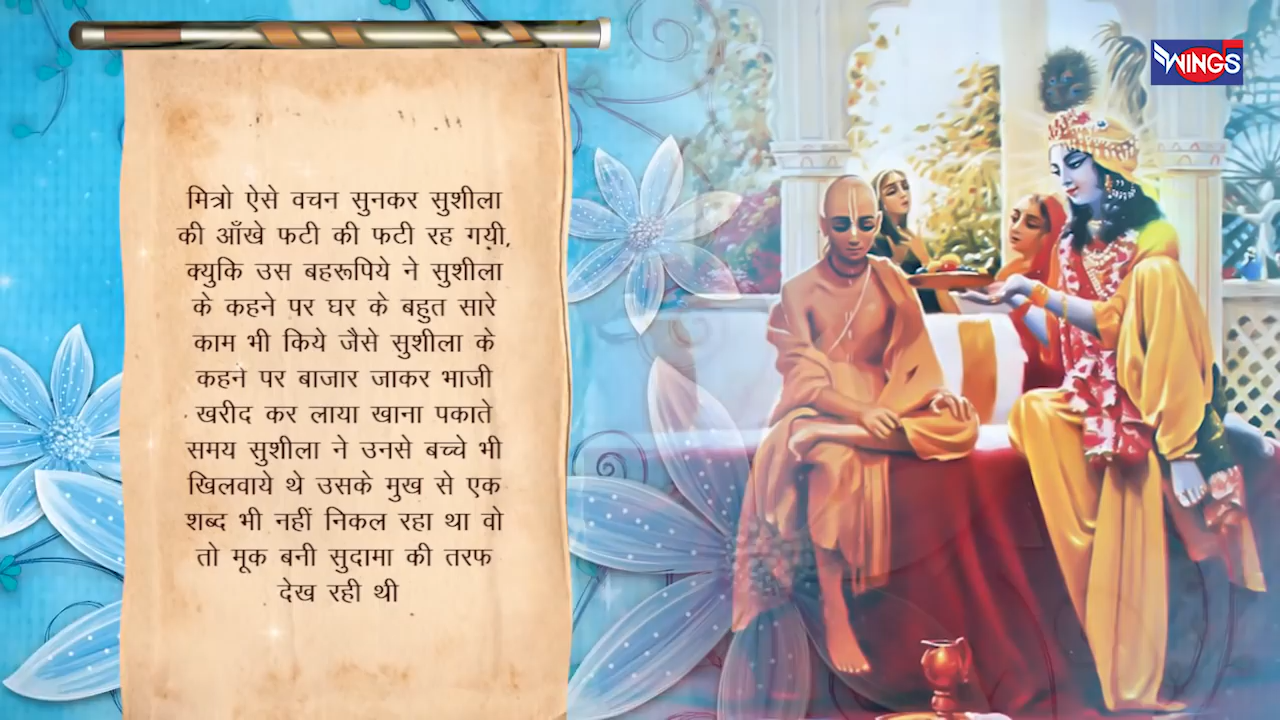 मित्रो ऐसे वचन सुनकर सुशीला
की आँखे फटी की फटी रह गयी,
क्युकि उस बहरूपिये ने सुशीला
के कहने पर घर के बहुत सारे
काम भी किये जैसे सुशीला के
कहने पर बाजार जाकर भाजी
खरीद कर लाया खाना पकाते
समय सुशीला ने उनसे बच्चे भी
खिलवाये थे उसके मुख से एक
शब्द भी नहीं निकल रहा था वो
तो मूक बनी सुदामा की तरफ
देख रही थी
WINGS